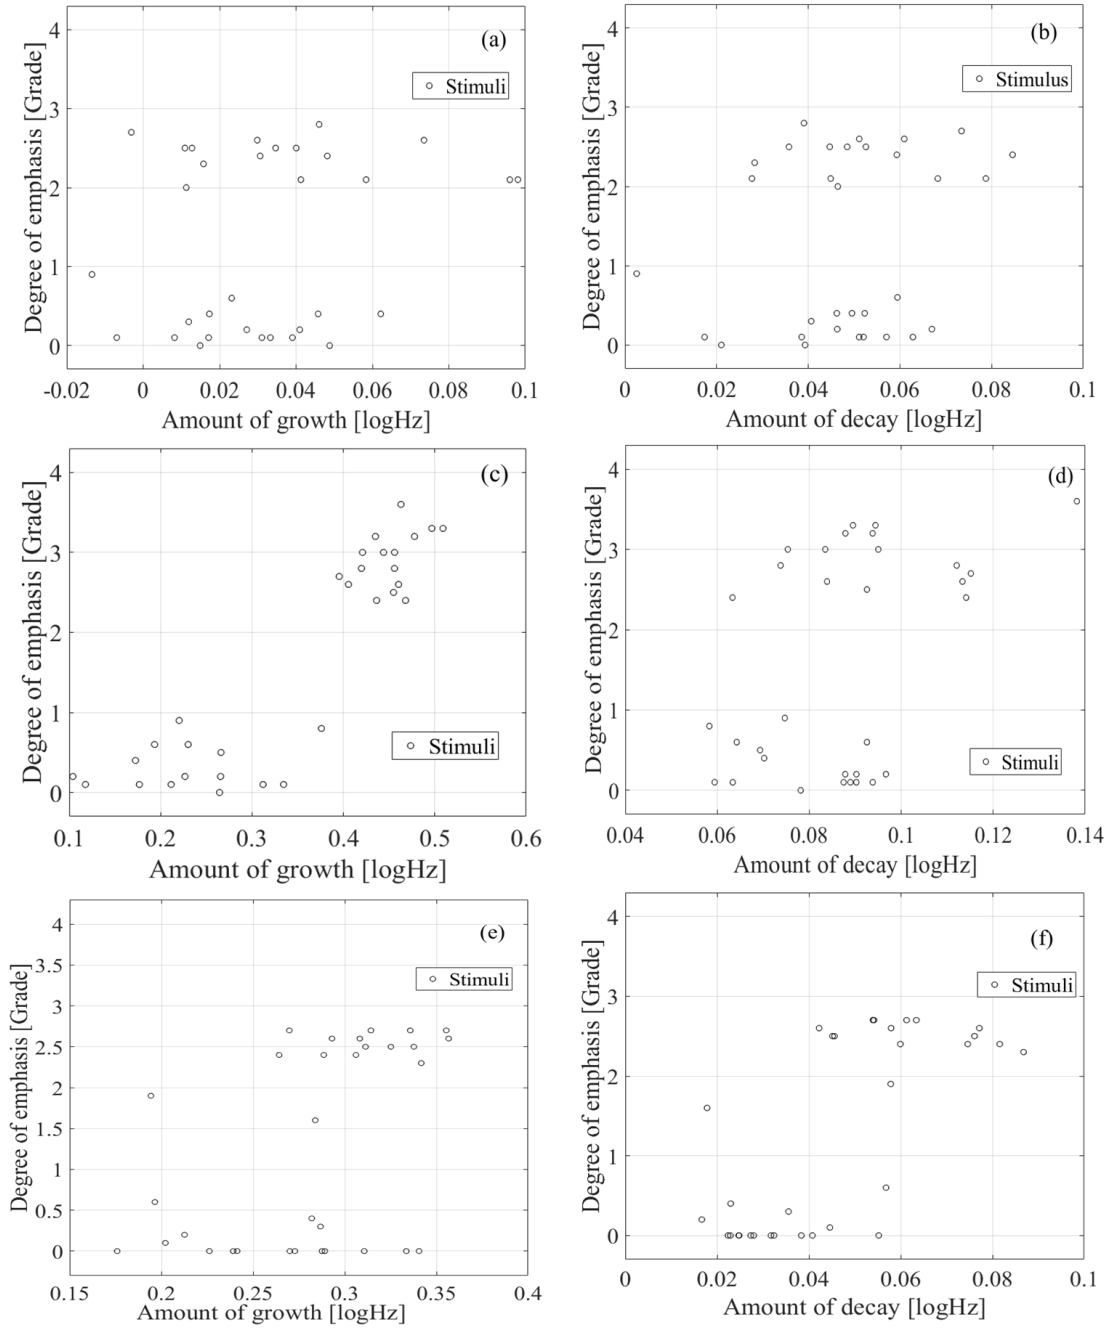 (a)
Stimuli
Degree of emphasis [Grade]
4
3
2
1
0
-0.02 0 0.02 0.04 0.06 0.08 0.1
Amount of growth [logHz]
(b)
Stimulus
Degree of emphasis [Grade]
4
3
2
1
0
0 0.02 0.04 0.06 0.08 0.1
Amount of decay [logHz]
(c)
Stimuli
Degree of emphasis [Grade]
4
3
2
1
0
0.1 0.2 0.3 0.4 0.5 0.6
Amount of growth [logHz]
(d)
Stimuli
Degree of emphasis [Grade]
4
3
2
1
0
0.04 0.06 0.08 0.1 0.12 0.14
Amount of decay [logHz]
(e)
Stimuli
Degree of emphasis [Grade]
4
3.5
3
2.5
2
1.5
1
0.5
0
0.15 0.2 0.25 0.3 0.35 0.4
Amount of growth [logHz]
(f)
Stimuli
Degree of emphasis [Grade]
4
3
2
1
0
0 0.02 0.04 0.06 0.08 0.1
Amount of decay [logHz]